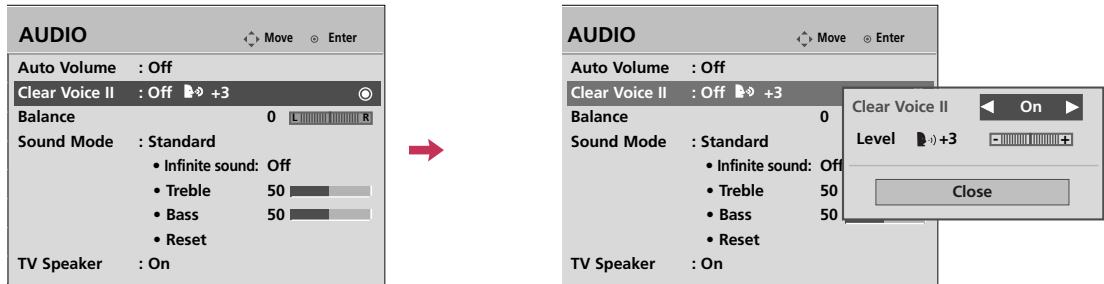 AUDIO
Move Enter
Auto Volume : Off
Clear Voice II : Off +3
Balance 0 L R
Sound Mode : Standard
• Infinite sound: Off
• Treble 50
• Bass 50
• Reset
TV Speaker : On
AUDIO
Move Enter
Auto Volume : Off
Clear Voice II : Off +3
Balance 0
Sound Mode : Standard
• Infinite sound: Off
• Treble 50
• Bass 50
• Reset
TV Speaker : On
Clear Voice II ◀ On ▶
Level +3 - +
Close